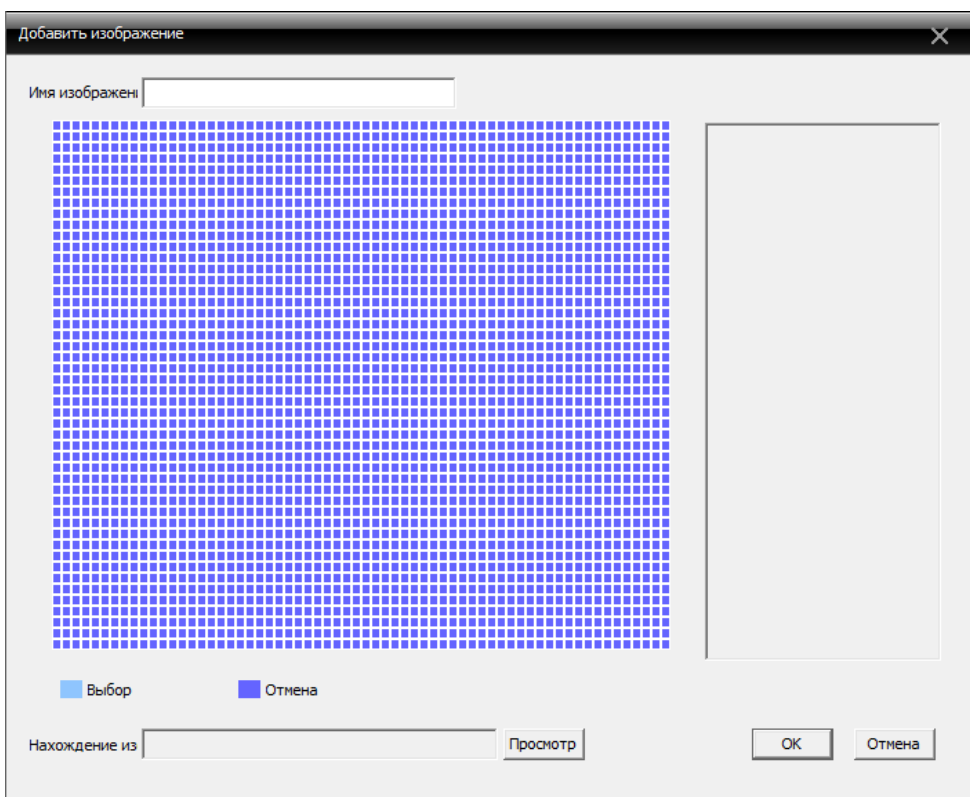 Добавить изображение
Имя изображени
Выбор
Отмена
Нахождение из
Просмотр
OK
Отмена